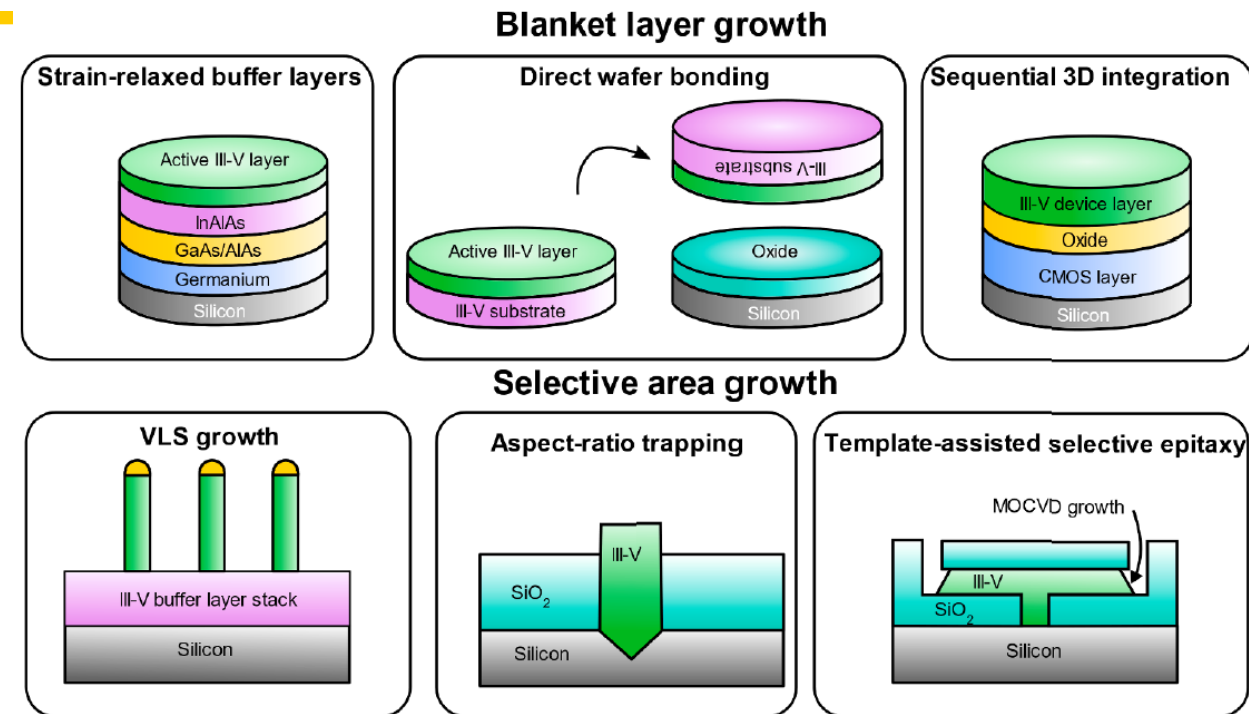 Blanket layer growth
Strain-relaxed buffer layers
Active III-V layer
InAlAs
GaAs/AlAs
Germanium
Silicon
Direct wafer bonding
Active III-V layer
III-V substrate
III-V substrate
Oxide
Sequential 3D integration
III-V device layer
Oxide
CMOS layer
Silicon
Selective area growth
VLS growth
III-V buffer layer stack
Silicon
Aspect-ratio trapping
III-V
SiO₂
Silicon
Template-assisted selective epitaxy
MOCVD growth
III-V
SiO₂
Silicon